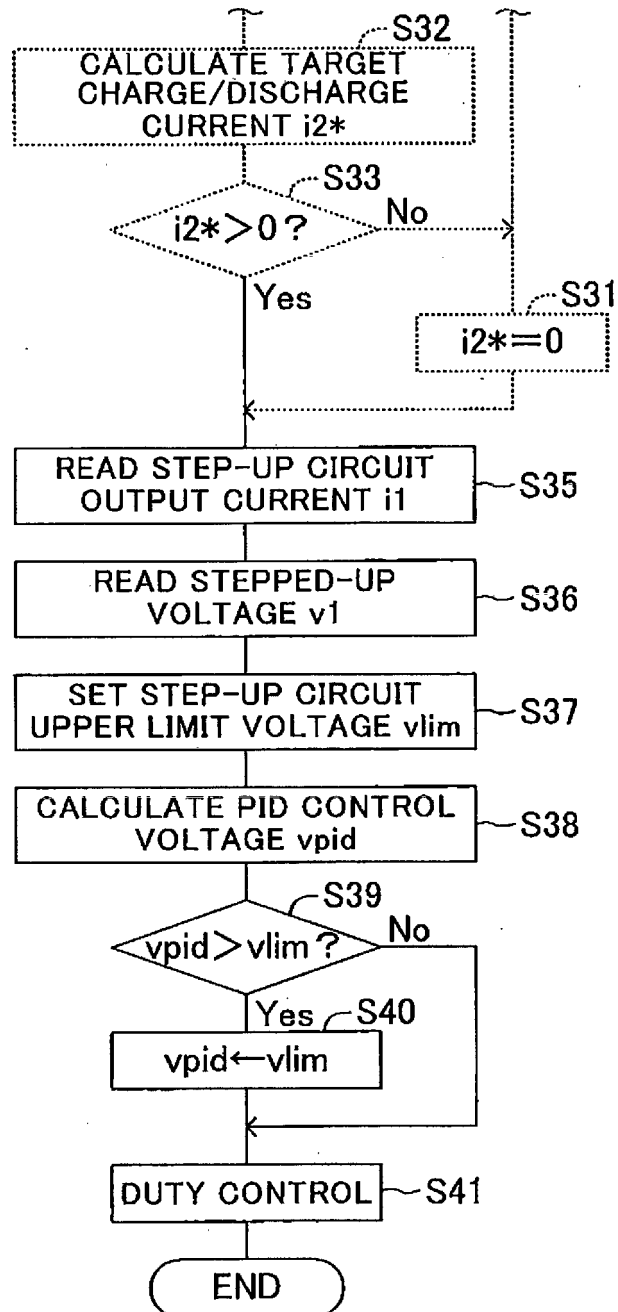 S32
CALCULATE TARGET
CHARGE/DISCHARGE
CURRENT i2*
S33
i2*>0?
No
Yes
S31
i2*=0
READ STEP-UP CIRCUIT
OUTPUT CURRENT i1
S35
READ STEPPED-UP
VOLTAGE v1
S36
SET STEP-UP CIRCUIT
UPPER LIMIT VOLTAGE vlim
S37
CALCULATE PID CONTROL
VOLTAGE vpid
S38
S39
vpid>vlim?
No
Yes
S40
vpid←vlim
DUTY CONTROL
S41
END